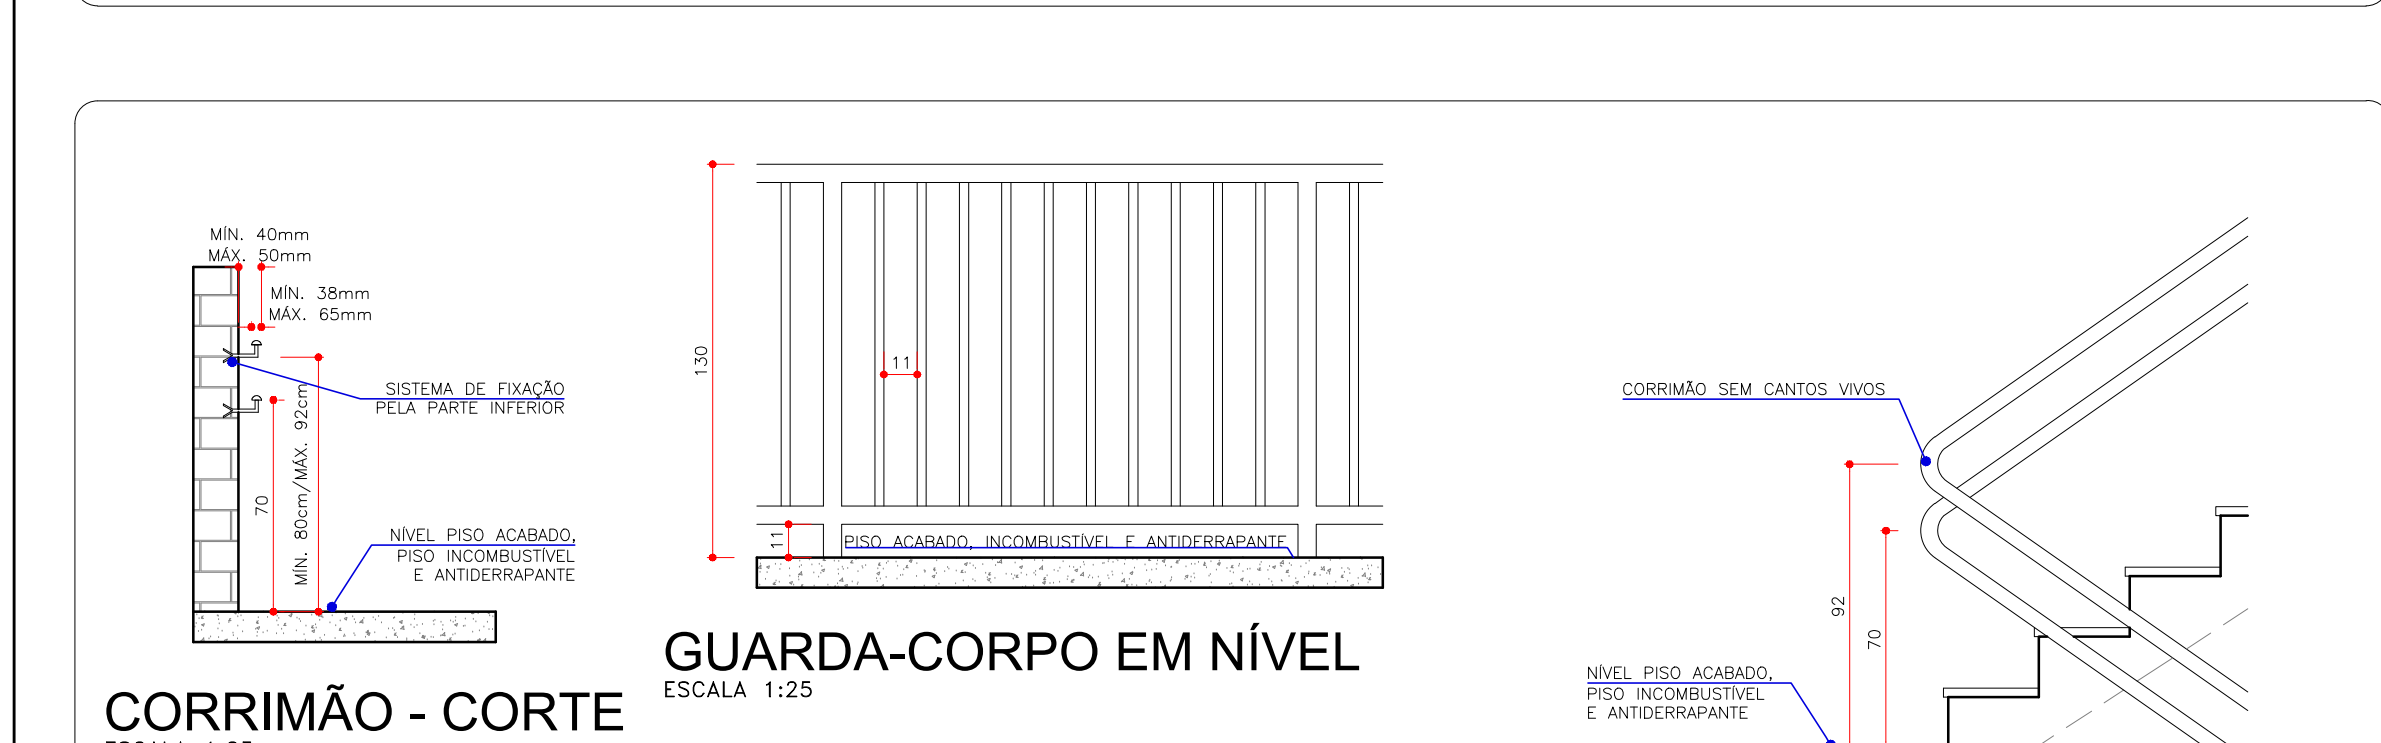 MÍN. 40mm
MÁX. 50mm
MÍN. 38mm
MÁX. 65mm
SISTEMA DE FIXAÇÃO
PELA PARTE INFERIOR
MÍN. 80cm/MÁX. 92cm
70
NÍVEL PISO ACABADO,
PISO INCOMBUSTÍVEL
E ANTIDERRAPANTE
CORRIMÃO - CORTE
130
11
11
PISO ACABADO, INCOMBUSTÍVEL E ANTIDERRAPANTE
GUARDA-CORPO EM NÍVEL
ESCALA 1:25
CORRIMÃO SEM CANTOS VIVOS
92
70
NÍVEL PISO ACABADO,
PISO INCOMBUSTÍVEL
E ANTIDERRAPANTE